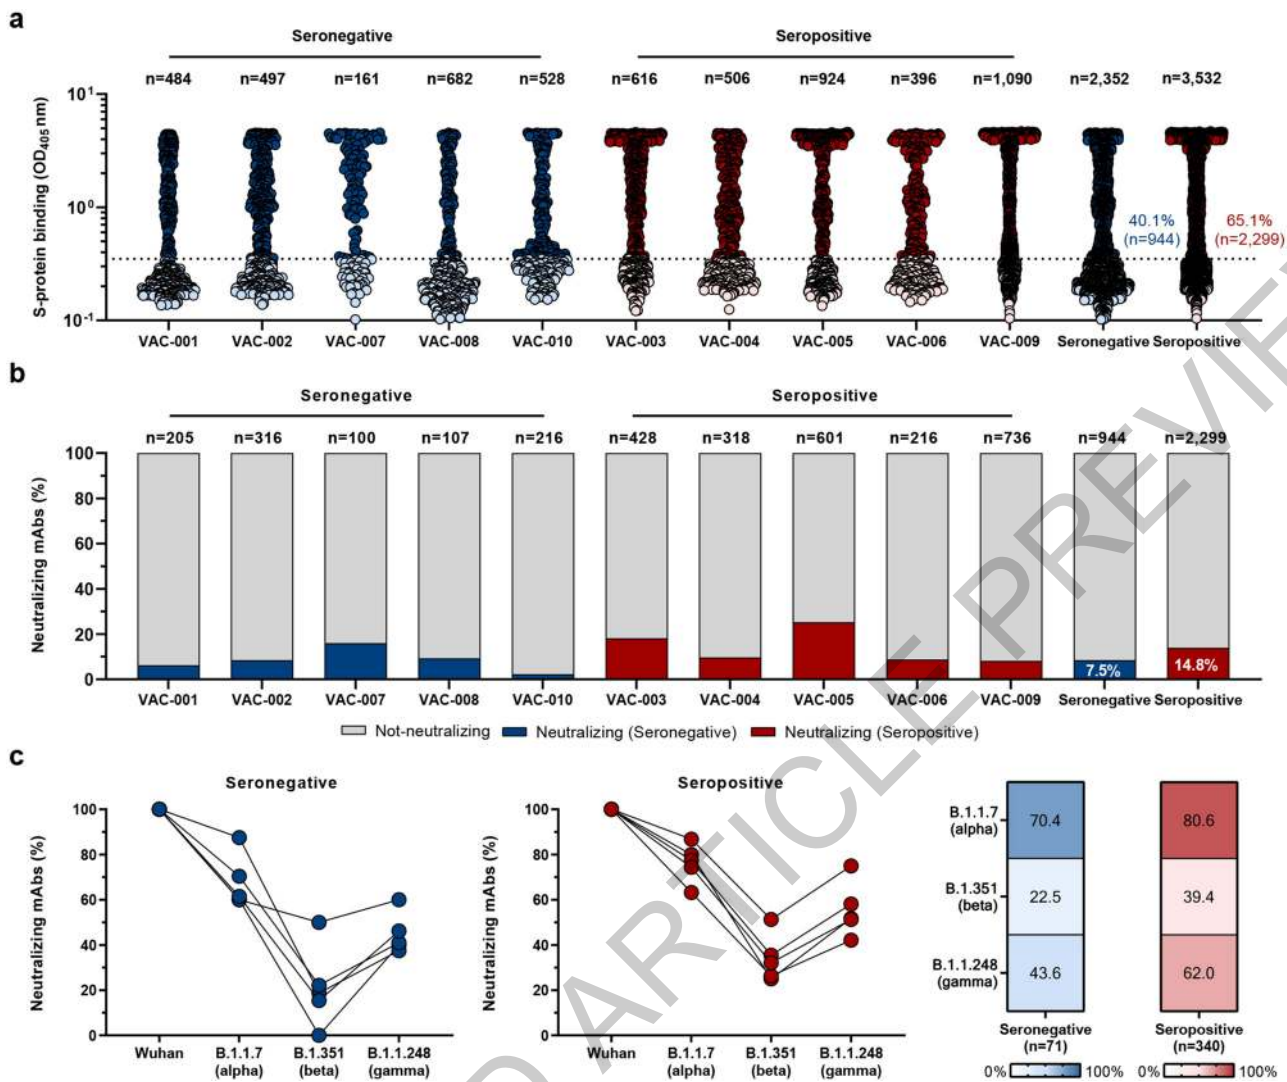 a
Seronegative
Seropositive
n=484 n=497 n=161 n=682 n=528 n=616 n=506 n=924 n=396 n=1,090 n=2,352 n=3,532
S-protein binding (OD405nm)
10¹
10⁰
10⁻¹
40.1%
(n=944)
65.1%
(n=2,299)
VAC-001 VAC-002 VAC-007 VAC-008 VAC-010 VAC-003 VAC-004 VAC-005 VAC-006 VAC-009 Seronegative Seropositive
b
Seronegative
Seropositive
n=205 n=316 n=100 n=107 n=216 n=428 n=318 n=601 n=216 n=736 n=944 n=2,299
Neutralizing mAbs (%)
100
80
60
40
20
0
7.5%
14.8%
VAC-001 VAC-002 VAC-007 VAC-008 VAC-010 VAC-003 VAC-004 VAC-005 VAC-006 VAC-009 Seronegative Seropositive
Not-neutralizing Neutralizing (Seronegative) Neutralizing (Seropositive)
c
Seronegative
Neutralizing mAbs (%)
100
80
60
40
20
0
Wuhan B.1.1.7 B.1.351 B.1.1.248
(alpha) (beta) (gamma)
Seropositive
Neutralizing mAbs (%)
100
80
60
40
20
0
Wuhan B.1.1.7 B.1.351 B.1.1.248
(alpha) (beta) (gamma)
B.1.1.7
(alpha)
70.4 80.6
B.1.351
(beta)
22.5 39.4
B.1.1.248
(gamma)
43.6 62.0
Seronegative
(n=71)
Seropositive
(n=340)
0% 100% 0% 100%
ARTICLE PREVIE